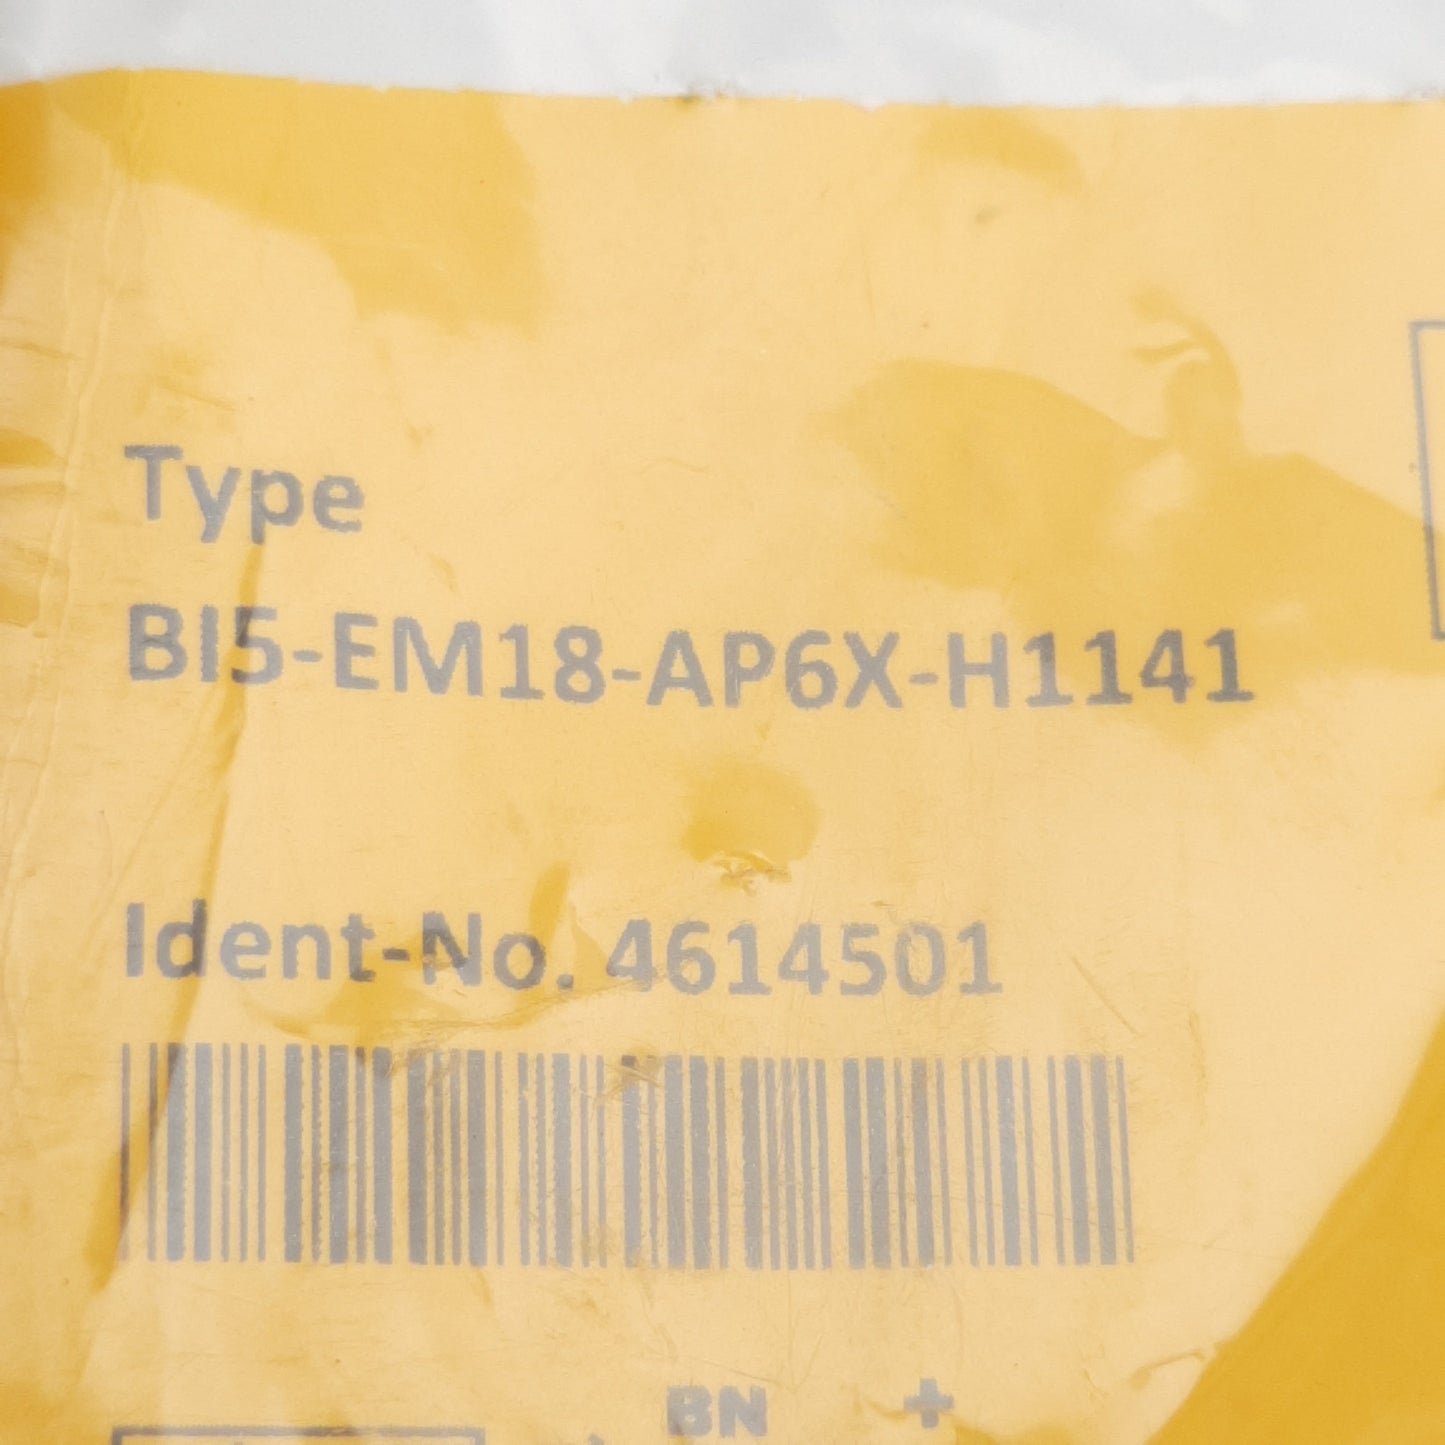 Type
BI5-EM18-AP6X-H1141
Ident-No. 4614501
BN +